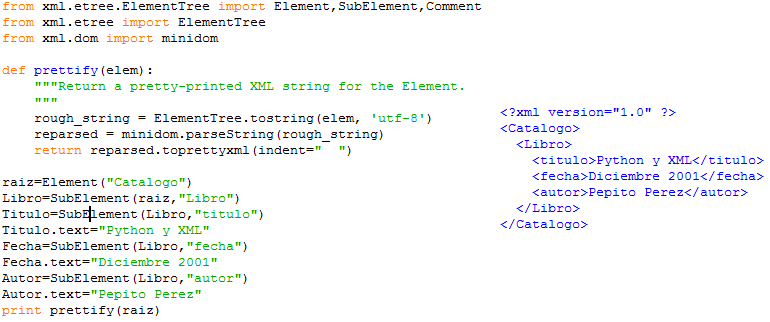 from xml.etree.ElementTree import Element,SubElement,Comment
from xml.etree import ElementTree
from xml.dom import minidom
def prettify(elem):
    """Return a pretty-printed XML string for the Element.
    """
    rough_string = ElementTree.tostring(elem, 'utf-8')
    reparsed = minidom.parseString(rough_string)
    return reparsed.toprettyxml(indent="  ")
raiz=Element("Catalogo")
Libro=SubElement(raiz,"Libro")
Titulo=SubElement(Libro,"titulo")
Titulo.text="Python y XML"
Fecha=SubElement(Libro,"fecha")
Fecha.text="Diciembre 2001"
Autor=SubElement(Libro,"autor")
Autor.text="Pepito Perez"
print prettify(raiz)
<?xml version="1.0" ?>
<Catalogo>
  <Libro>
    <titulo>Python y XML</titulo>
    <fecha>Diciembre 2001</fecha>
    <autor>Pepito Perez</autor>
  </Libro>
</Catalogo>